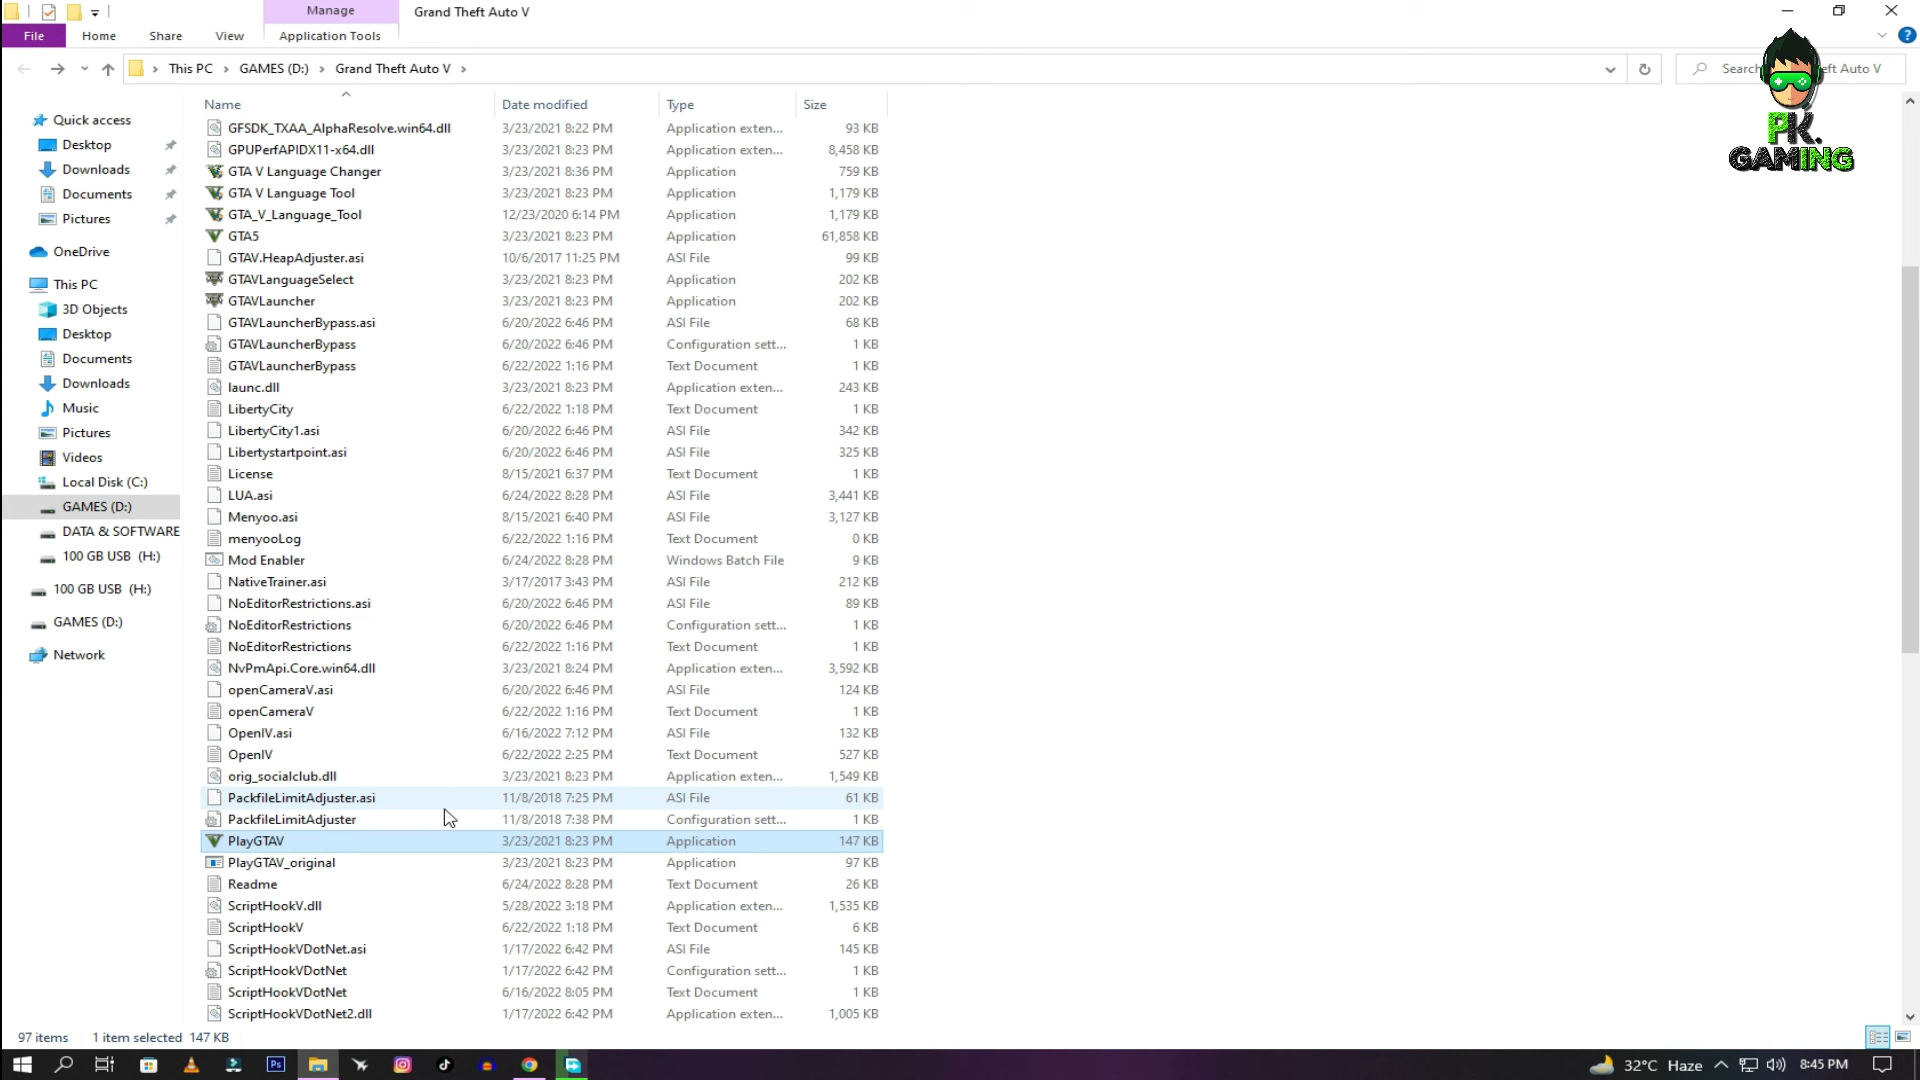 Manage
Grand Theft Auto V
File
Home
Share
View
Application Tools
This PC
GAMES (D:)
Grand Theft Auto V
Search
eft Auto V
PK.
GAMING
Name
Date modified
Type
Size
Quick access
Desktop
Downloads
Documents
Pictures
OneDrive
This PC
3D Objects
Desktop
Documents
Downloads
Music
Pictures
Videos
Local Disk (C:)
GAMES (D:)
DATA & SOFTWARE
100 GB USB (H:)
100 GB USB (H:)
GAMES (D:)
Network
GFSDK_TXAA_AlphaResolve.win64.dll 3/23/2021 8:22 PM Application exten... 93 KB
GPUPerfAPIDX11-x64.dll 3/23/2021 8:23 PM Application exten... 8,458 KB
GTA V Language Changer 3/23/2021 8:36 PM Application 759 KB
GTA V Language Tool 3/23/2021 8:23 PM Application 1,179 KB
GTA_V_Language_Tool 12/23/2020 6:14 PM Application 1,179 KB
GTA5 3/23/2021 8:23 PM Application 61,858 KB
GTAV.HeapAdjuster.asi 10/6/2017 11:25 PM ASI File 99 KB
GTAVLanguageSelect 3/23/2021 8:23 PM Application 202 KB
GTAVLauncher 3/23/2021 8:23 PM Application 202 KB
GTAVLauncherBypass.asi 6/20/2022 6:46 PM ASI File 68 KB
GTAVLauncherBypass 6/20/2022 6:46 PM Configuration sett... 1 KB
GTAVLauncherBypass 6/22/2022 1:16 PM Text Document 1 KB
launc.dll 3/23/2021 8:23 PM Application exten... 243 KB
LibertyCity 6/22/2022 1:18 PM Text Document 1 KB
LibertyCity1.asi 6/20/2022 6:46 PM ASI File 342 KB
Libertystartpoint.asi 6/20/2022 6:46 PM ASI File 325 KB
License 8/15/2021 6:37 PM Text Document 1 KB
LUA.asi 6/24/2022 8:28 PM ASI File 3,441 KB
Menyoo.asi 8/15/2021 6:40 PM ASI File 3,127 KB
menyooLog 6/22/2022 1:16 PM Text Document 0 KB
Mod Enabler 6/24/2022 8:28 PM Windows Batch File 9 KB
NativeTrainer.asi 3/17/2017 3:43 PM ASI File 212 KB
NoEditorRestrictions.asi 6/20/2022 6:46 PM ASI File 89 KB
NoEditorRestrictions 6/20/2022 6:46 PM Configuration sett... 1 KB
NoEditorRestrictions 6/22/2022 1:16 PM Text Document 1 KB
NvPmApi.Core.win64.dll 3/23/2021 8:24 PM Application exten... 3,592 KB
openCameraV.asi 6/20/2022 6:46 PM ASI File 124 KB
openCameraV 6/22/2022 1:16 PM Text Document 1 KB
OpenIV.asi 6/16/2022 7:12 PM ASI File 132 KB
OpenIV 6/22/2022 2:25 PM Text Document 527 KB
orig_socialclub.dll 3/23/2021 8:23 PM Application exten... 1,549 KB
PackfileLimitAdjuster.asi 11/8/2018 7:25 PM ASI File 61 KB
PackfileLimitAdjuster 11/8/2018 7:38 PM Configuration sett... 1 KB
PlayGTAV 3/23/2021 8:23 PM Application 147 KB
PlayGTAV_original 3/23/2021 8:23 PM Application 97 KB
Readme 6/24/2022 8:28 PM Text Document 26 KB
ScriptHookV.dll 5/28/2022 3:18 PM Application exten... 1,535 KB
ScriptHookV 6/22/2022 1:18 PM Text Document 6 KB
ScriptHookVDotNet.asi 1/17/2022 6:42 PM ASI File 145 KB
ScriptHookVDotNet 1/17/2022 6:42 PM Configuration sett... 1 KB
ScriptHookVDotNet 6/16/2022 8:05 PM Text Document 1 KB
ScriptHookVDotNet2.dll 1/17/2022 6:42 PM Application exten... 1,005 KB
97 items 1 item selected 147 KB
Ps
32°C Haze
8:45 PM